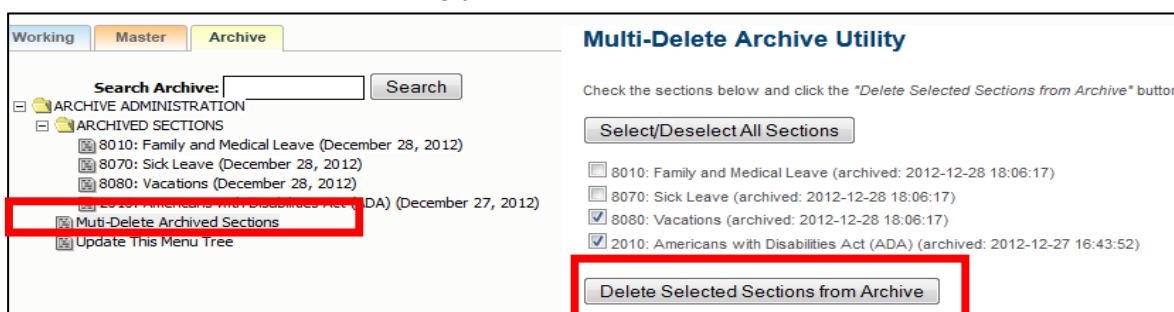 Working Master Archive
Search Archive: Search
ARCHIVE ADMINISTRATION
ARCHIVED SECTIONS
8010: Family and Medical Leave (December 28, 2012)
8070: Sick Leave (December 28, 2012)
8080: Vacations (December 28, 2012)
2010: Americans with Disabilities Act (ADA) (December 27, 2012)
Muti-Delete Archived Sections
Update This Menu Tree
Multi-Delete Archive Utility
Check the sections below and click the "Delete Selected Sections from Archive" button
Select/Deselect All Sections
8010: Family and Medical Leave (archived: 2012-12-28 18:06:17)
8070: Sick Leave (archived: 2012-12-28 18:06:17)
8080: Vacations (archived: 2012-12-28 18:06:17)
2010: Americans with Disabilities Act (ADA) (archived: 2012-12-27 16:43:52)
Delete Selected Sections from Archive